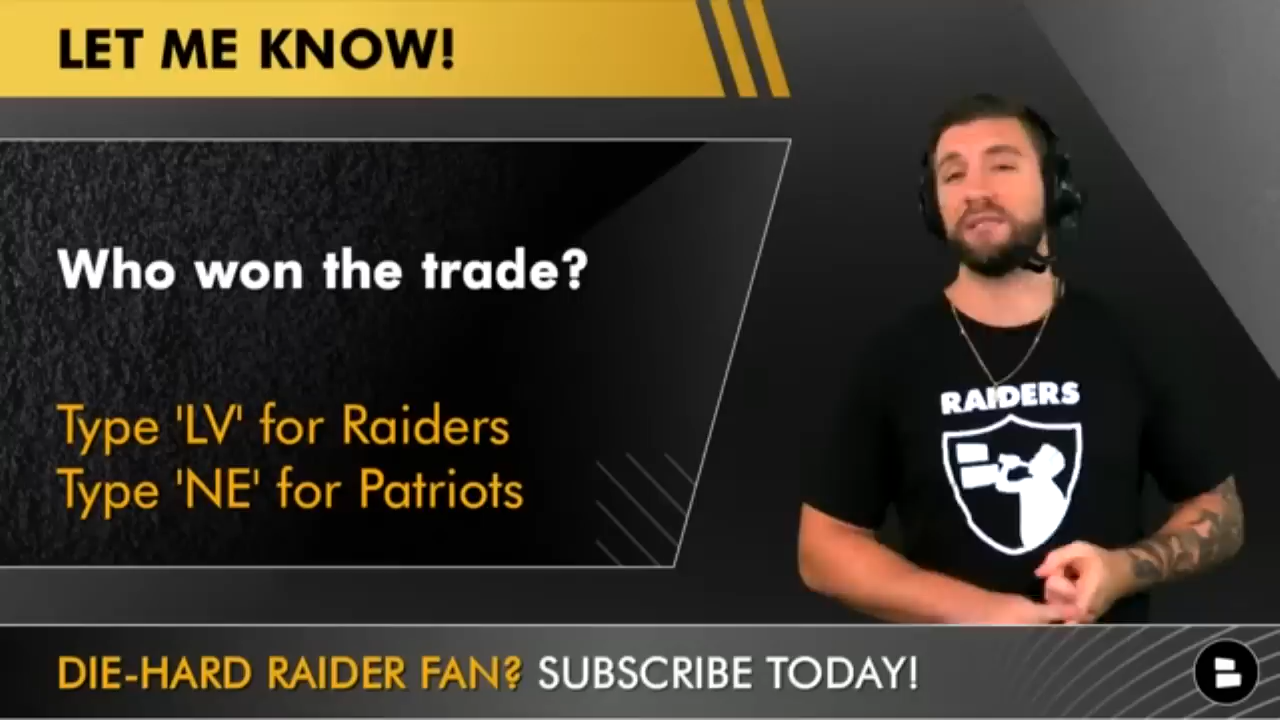 LET ME KNOW!
Who won the trade?
Type 'LV' for Raiders
Type 'NE' for Patriots
RAIDERS
DIE-HARD RAIDER FAN? SUBSCRIBE TODAY!